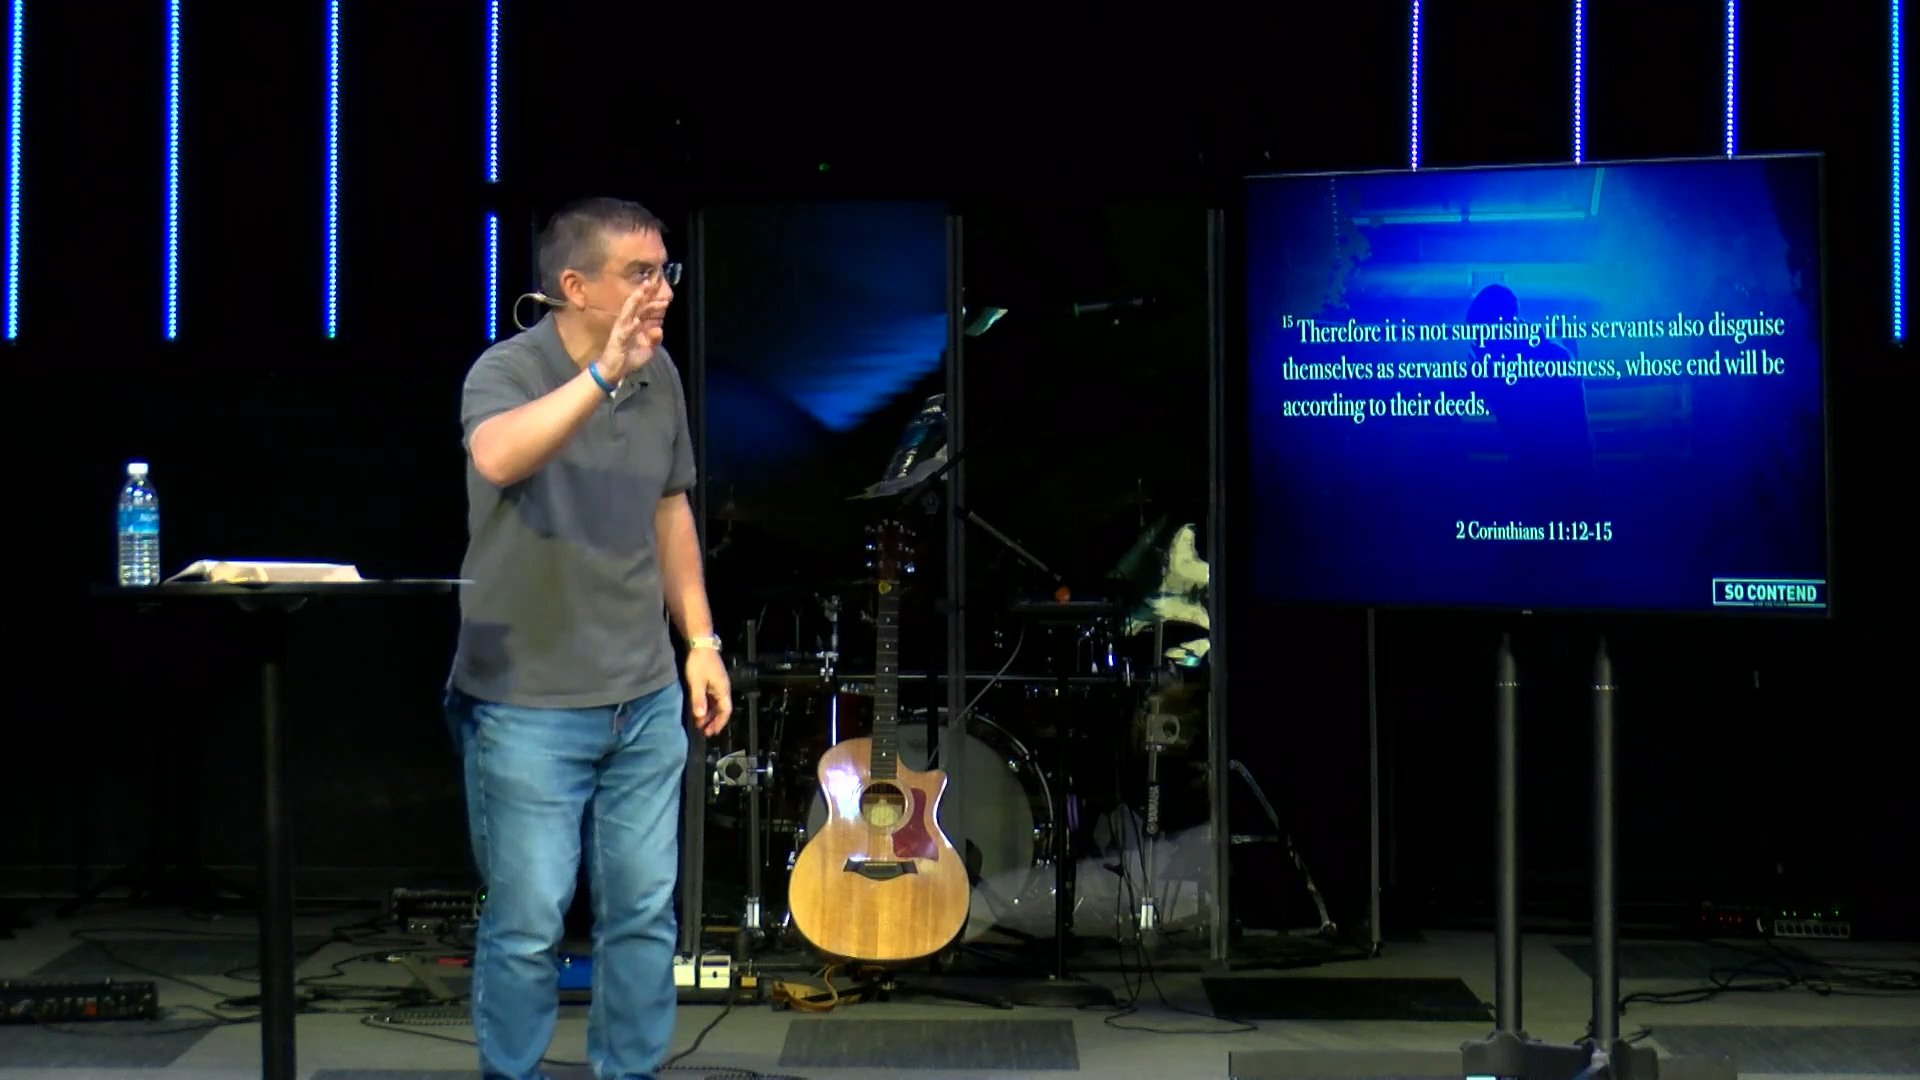 15 Therefore it is not surprising if his servants also disguise
themselves as servants of righteousness, whose end will be
according to their deeds.
2 Corinthians 11:12-15
SO CONTEND
YAMAHA